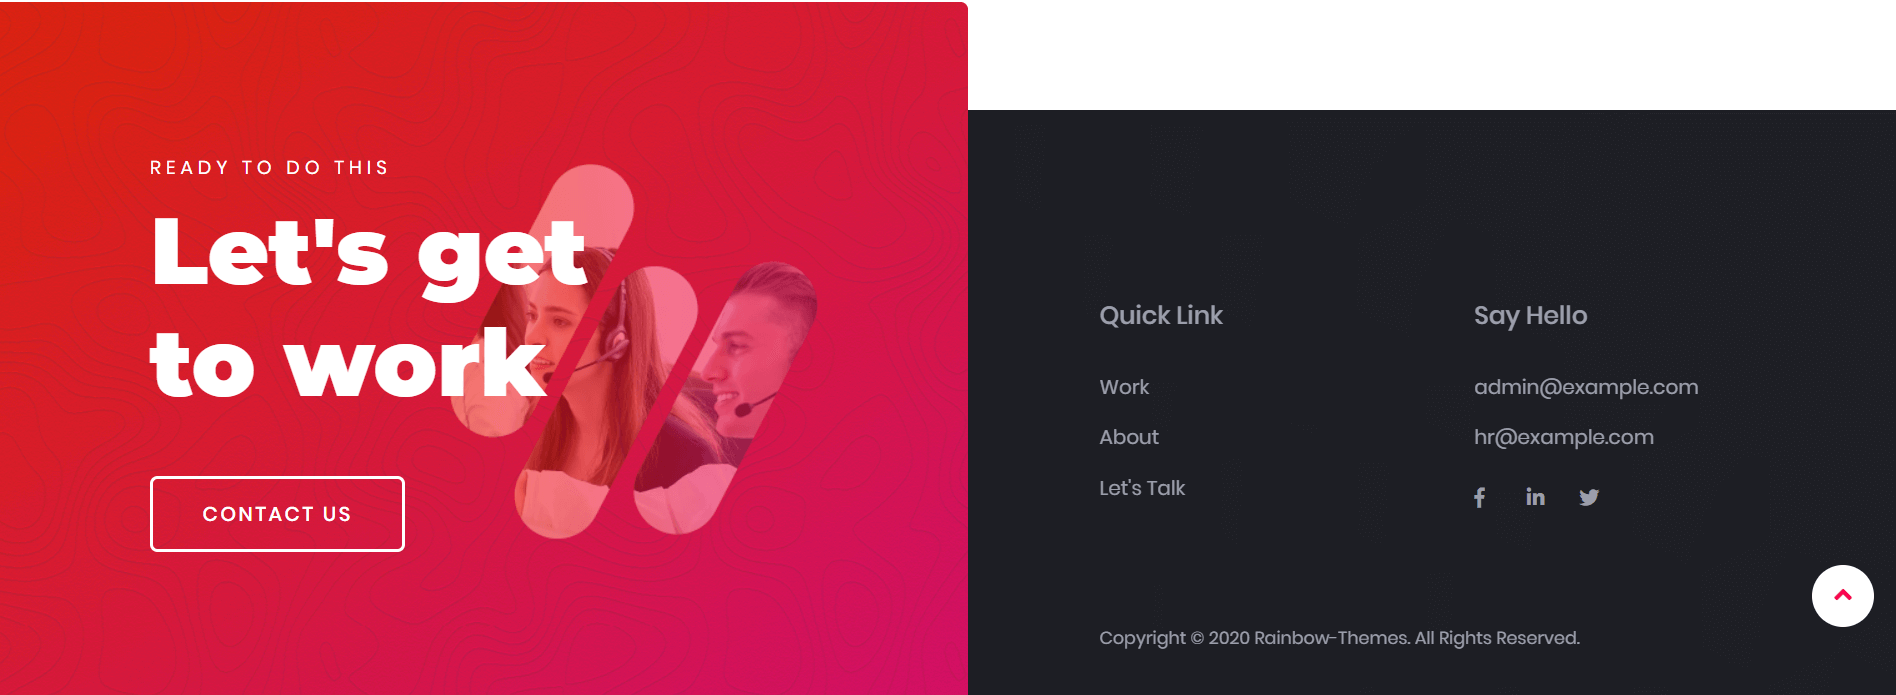 READY TO DO THIS
Let's get
to work
CONTACT US
Quick Link
Work
About
Let's Talk
Say Hello
admin@example.com
hr@example.com
Copyright © 2020 Rainbow-Themes. All Rights Reserved.